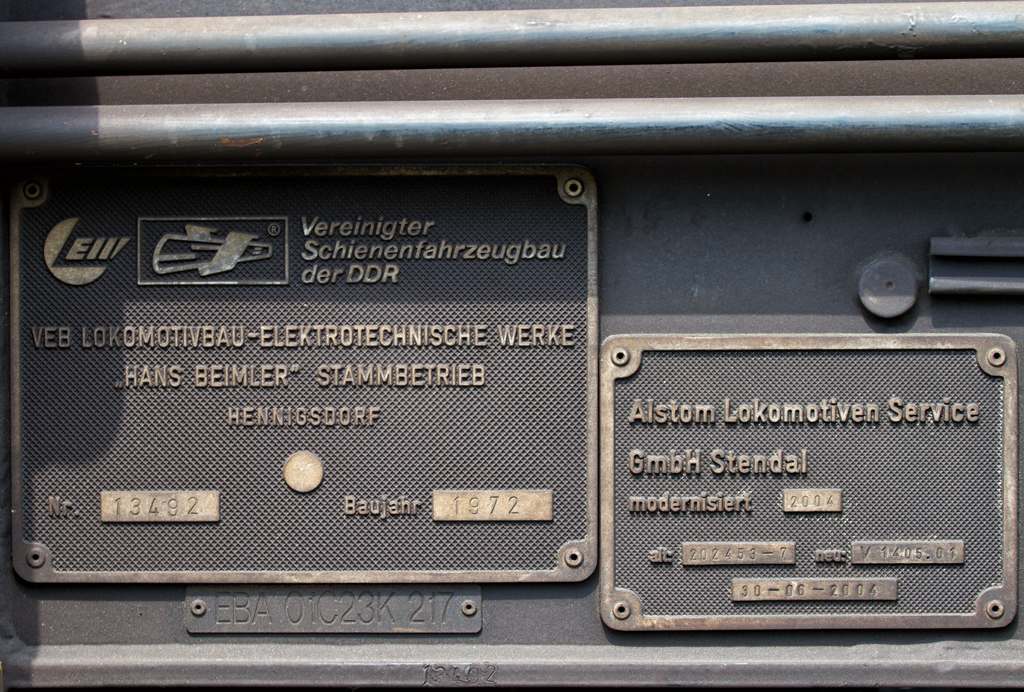 LEW
®
Vereinigter
Schienenfahrzeugbau
der DDR
VEB LOKOMOTIVBAU-ELEKTROTECHNISCHE WERKE
„HANS BEIMLER“ STAMMBETRIEB
HENNIGSDORF
Nr. 13492 Baujahr 1972
EBA 01C23K 217
Alstom Lokomotiven Service
GmbH Stendal
modernisiert 2004
alt: 202453-7 neu: V 1405.01
30-06-2004